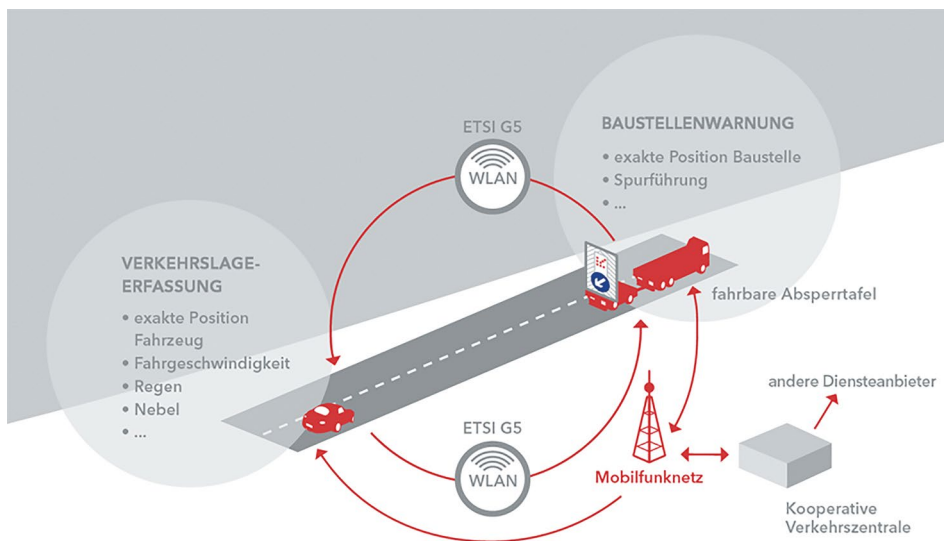 ETSI G5
WLAN
BAUSTELLENWARNUNG
• exakte Position Baustelle
• Spurführung
• ...
VERKEHRSLAGE-
ERFASSUNG
• exakte Position
Fahrzeug
• Fahrgeschwindigkeit
• Regen
• Nebel
• ...
fahrbare Absperrtafel
andere Diensteanbieter
ETSI G5
WLAN
Mobilfunknetz
Kooperative
Verkehrszentrale